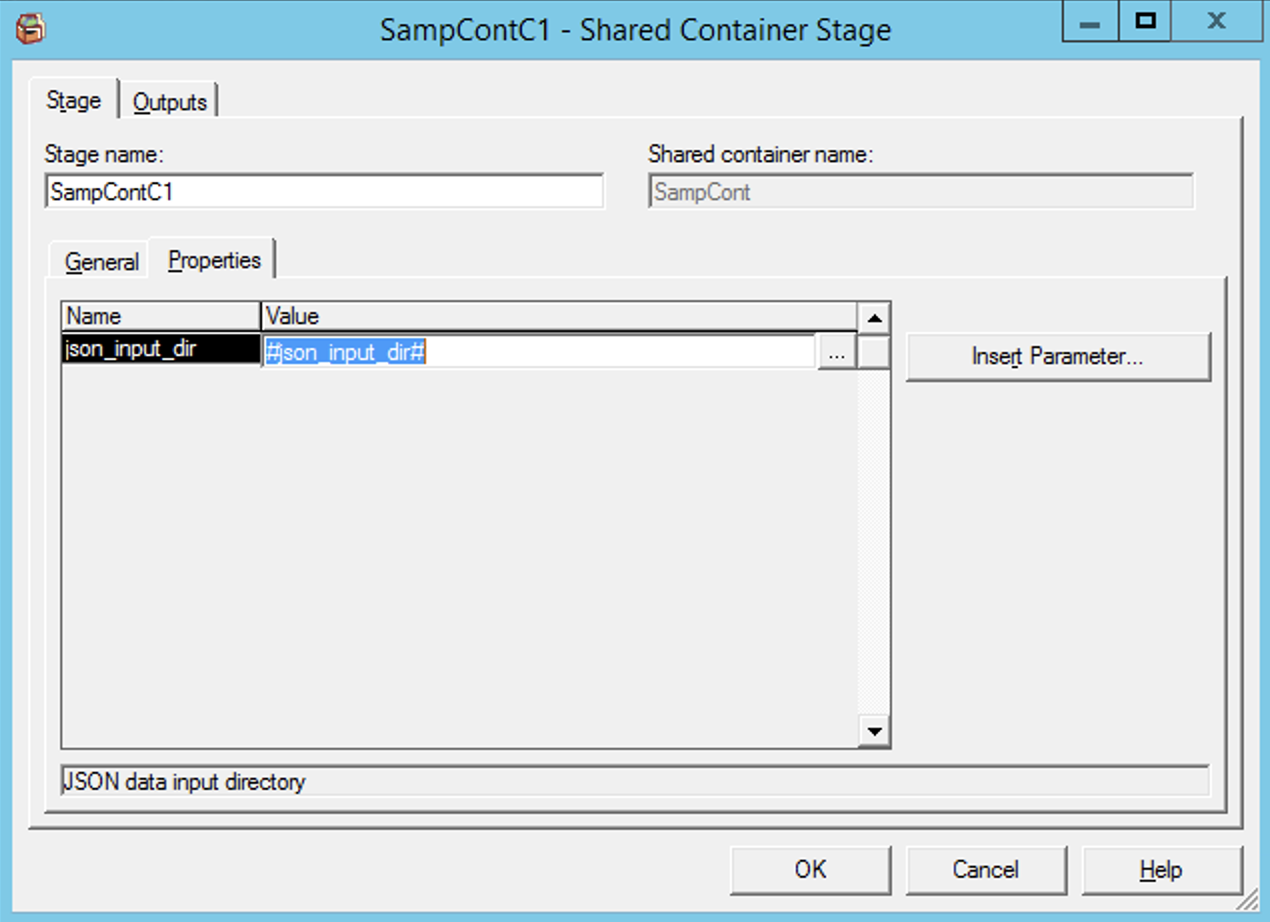 SampContC1 - Shared Container Stage
Stage
Outputs
Stage name:
Shared container name:
SampContC1
SampCont
General
Properties
Name
Value
json_input_dir
#json_input_dir#
...
Insert Parameter...
JSON data input directory
OK
Cancel
Help